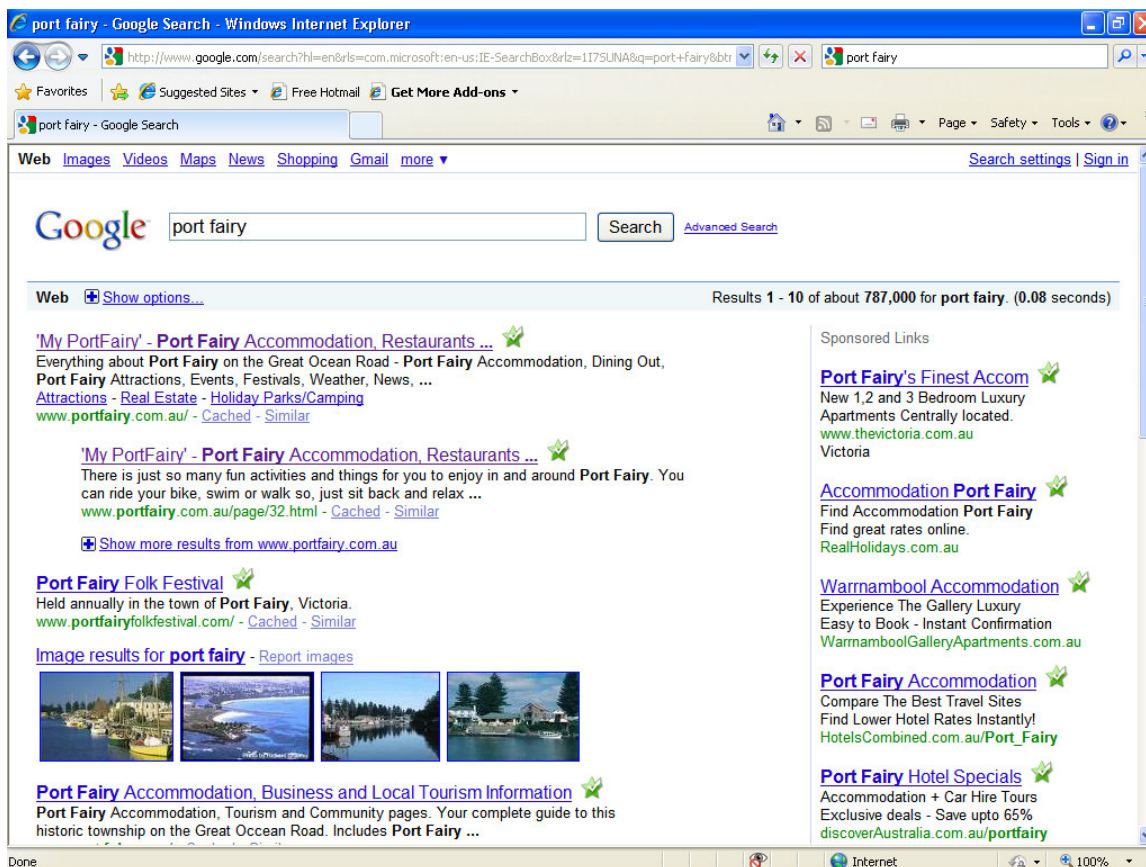 port fairy - Google Search - Windows Internet Explorer
http://www.google.com/search?hl=en&rls=com.microsoft:en-us:IE-SearchBox&rlz=1I7SUNA&q=port+fairy&btr
port fairy
Favorites Suggested Sites Free Hotmail Get More Add-ons
port fairy - Google Search Page Safety Tools
Web Images Videos Maps News Shopping Gmail more Search settings | Sign in
Google port fairy Search Advanced Search
Web Show options... Results 1 - 10 of about 787,000 for port fairy. (0.08 seconds)
'My PortFairy' - Port Fairy Accommodation, Restaurants ...
Everything about Port Fairy on the Great Ocean Road - Port Fairy Accommodation, Dining Out,
Port Fairy Attractions, Events, Festivals, Weather, News, ...
Attractions - Real Estate - Holiday Parks/Camping
www.portfairy.com.au/ - Cached - Similar
'My PortFairy' - Port Fairy Accommodation, Restaurants ...
There is just so many fun activities and things for you to enjoy in and around Port Fairy. You
can ride your bike, swim or walk so, just sit back and relax ...
www.portfairy.com.au/page/32.html - Cached - Similar
Show more results from www.portfairy.com.au
Port Fairy Folk Festival
Held annually in the town of Port Fairy, Victoria.
www.portfairyfolkfestival.com/ - Cached - Similar
Image results for port fairy - Report images
Port Fairy Accommodation, Business and Local Tourism Information
Port Fairy Accommodation, Tourism and Community pages. Your complete guide to this
historic township on the Great Occean Road. Includes Port Fairy ...
Sponsored Links
Port Fairy's Finest Accom
New 1,2 and 3 Bedroom Luxury
Apartments Centrally located.
www.thevictoria.com.au
Victoria
Accommodation Port Fairy
Find Accommodation Port Fairy
Find great rates online.
RealHolidays.com.au
Warrnambool Accommodation
Experience The Gallery Luxury
Easy to Book - Instant Confirmation
WarrnamboolGalleryApartments.com.au
Port Fairy Accommodation
Compare The Best Travel Sites
Find Lower Hotel Rates Instantly!
HotelsCombined.com.au/Port_Fairy
Port Fairy Hotel Specials
Accommodation + Car Hire Tours
Exclusive deals - Save upto 65%
discoverAustralia.com.au/portfairy
Done Internet 100%